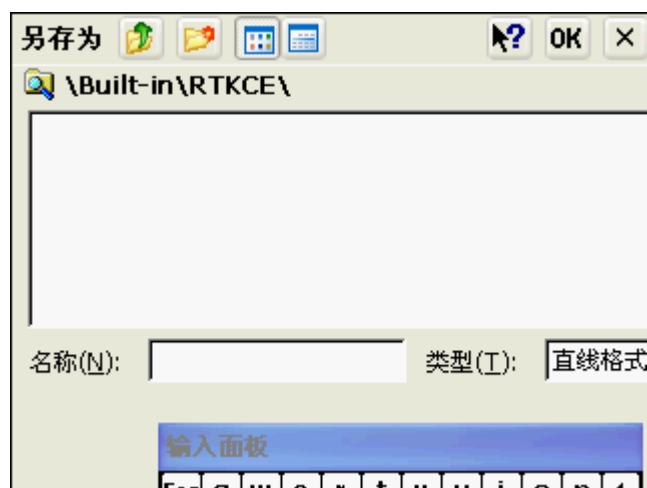 另存为 ? OK ×
\Built-in\RTKCE\
名称(N): 类型(T): 直线格式
输入面板